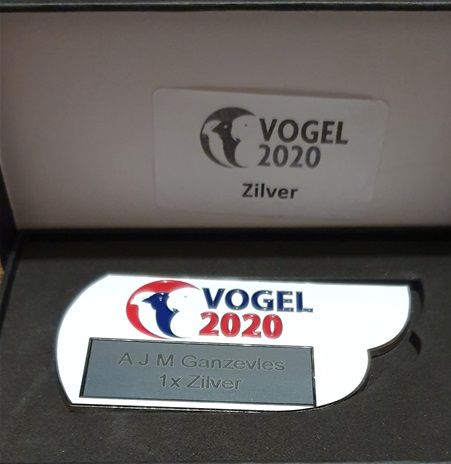 VOGEL
2020
Zilver
VOGEL
2020
A J M Ganzevles
1x Zilver